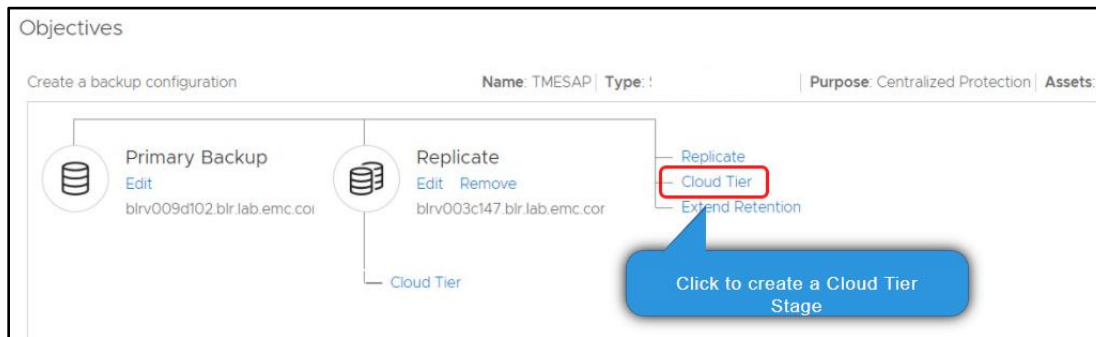 Objectives
Create a backup configuration Name: TMESAP Type: : Purpose: Centralized Protection Assets:
Primary Backup
Edit
blrv009d102.blr.lab.emc.coi
Replicate
Edit Remove
blrv003c147.blr.lab.emc.cor
Replicate
Cloud Tier
Extend Retention
Cloud Tier
Click to create a Cloud Tier
Stage